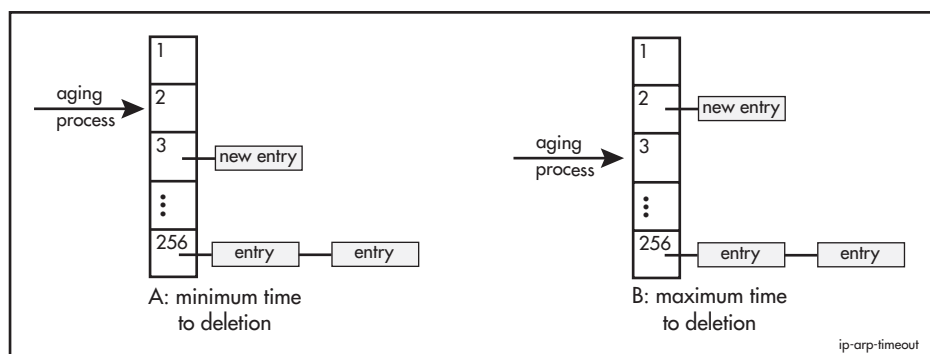 1
aging
process
2
3
new entry
⋮
256
entry
entry
A: minimum time
to deletion
1
2
new entry
aging
process
3
⋮
256
entry
entry
B: maximum time
to deletion
ip-arp-timeout